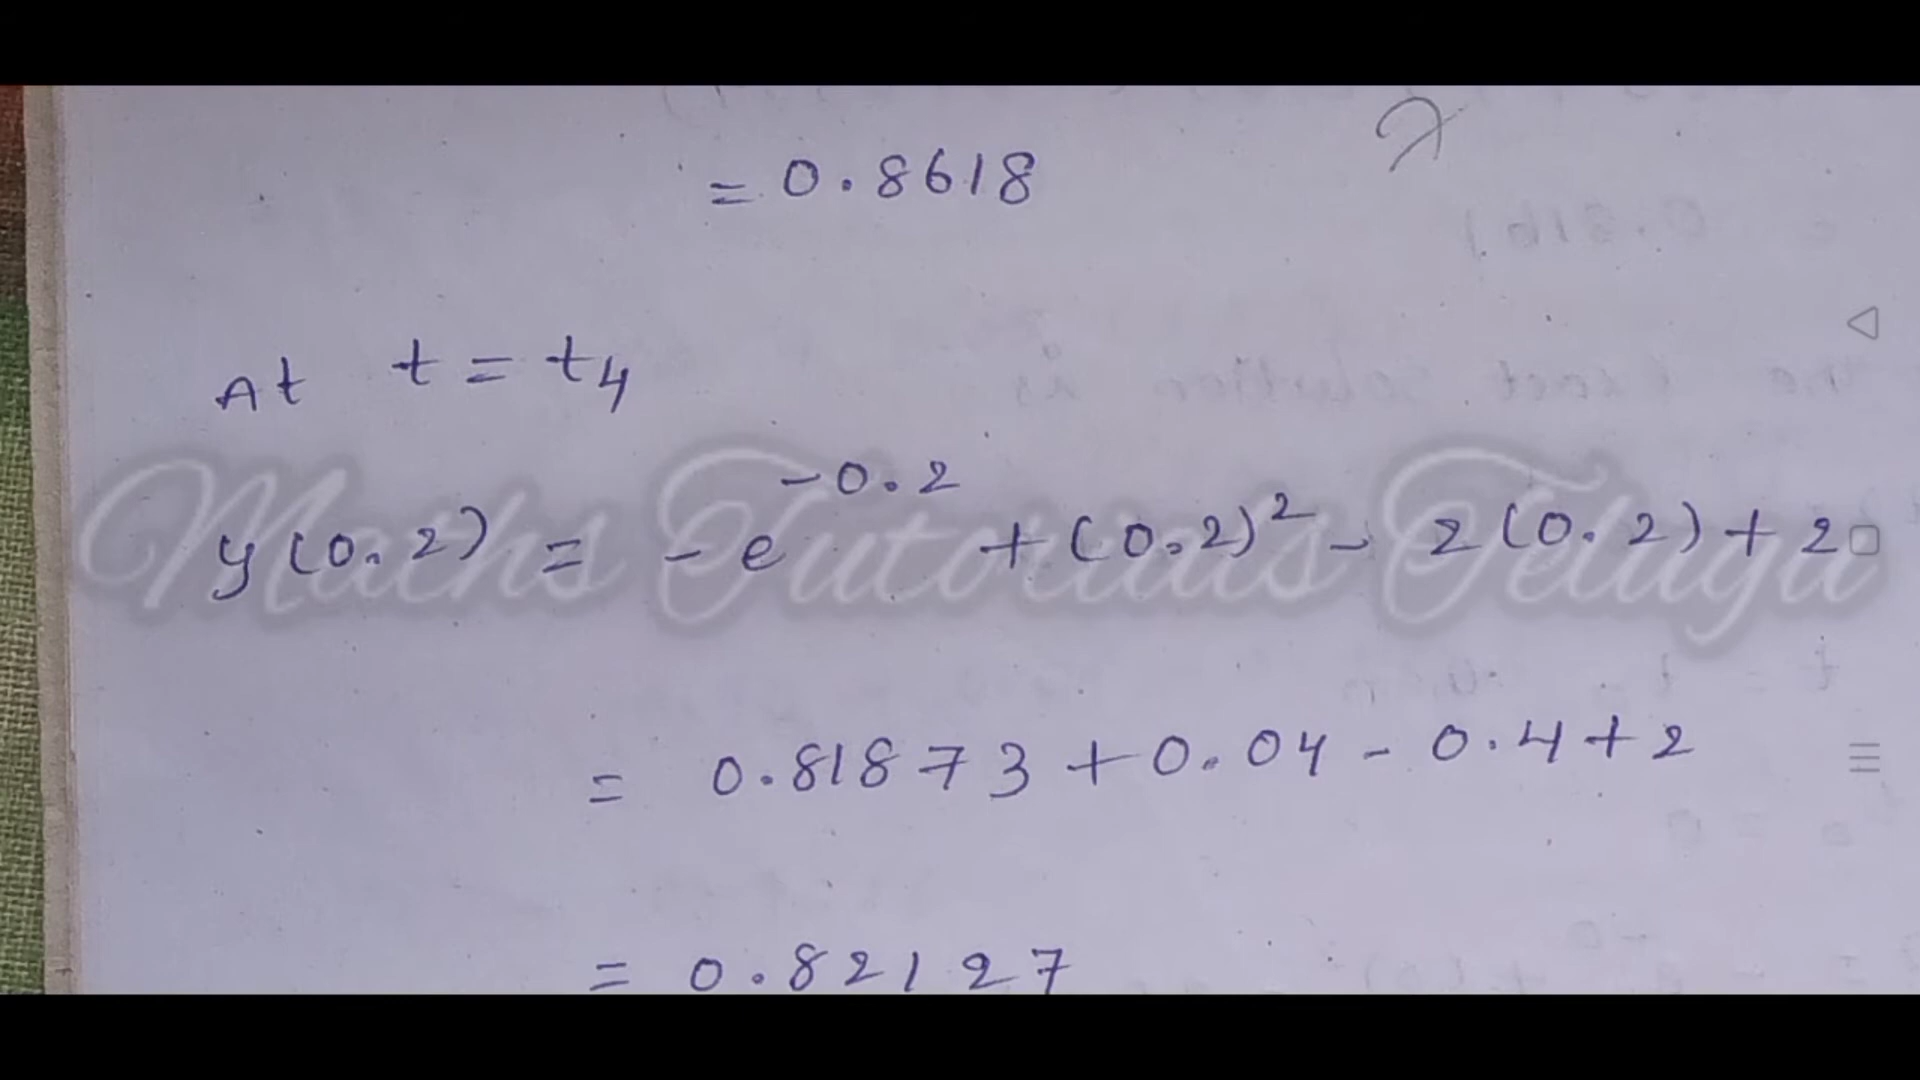 = 0.8618
At t = t₄
y(0.2) = -e^-0.2 + (0.2)² - 2(0.2) + 2
Maths Tutorials Telugu
= 0.81873 + 0.04 - 0.4 + 2
= 0.82127